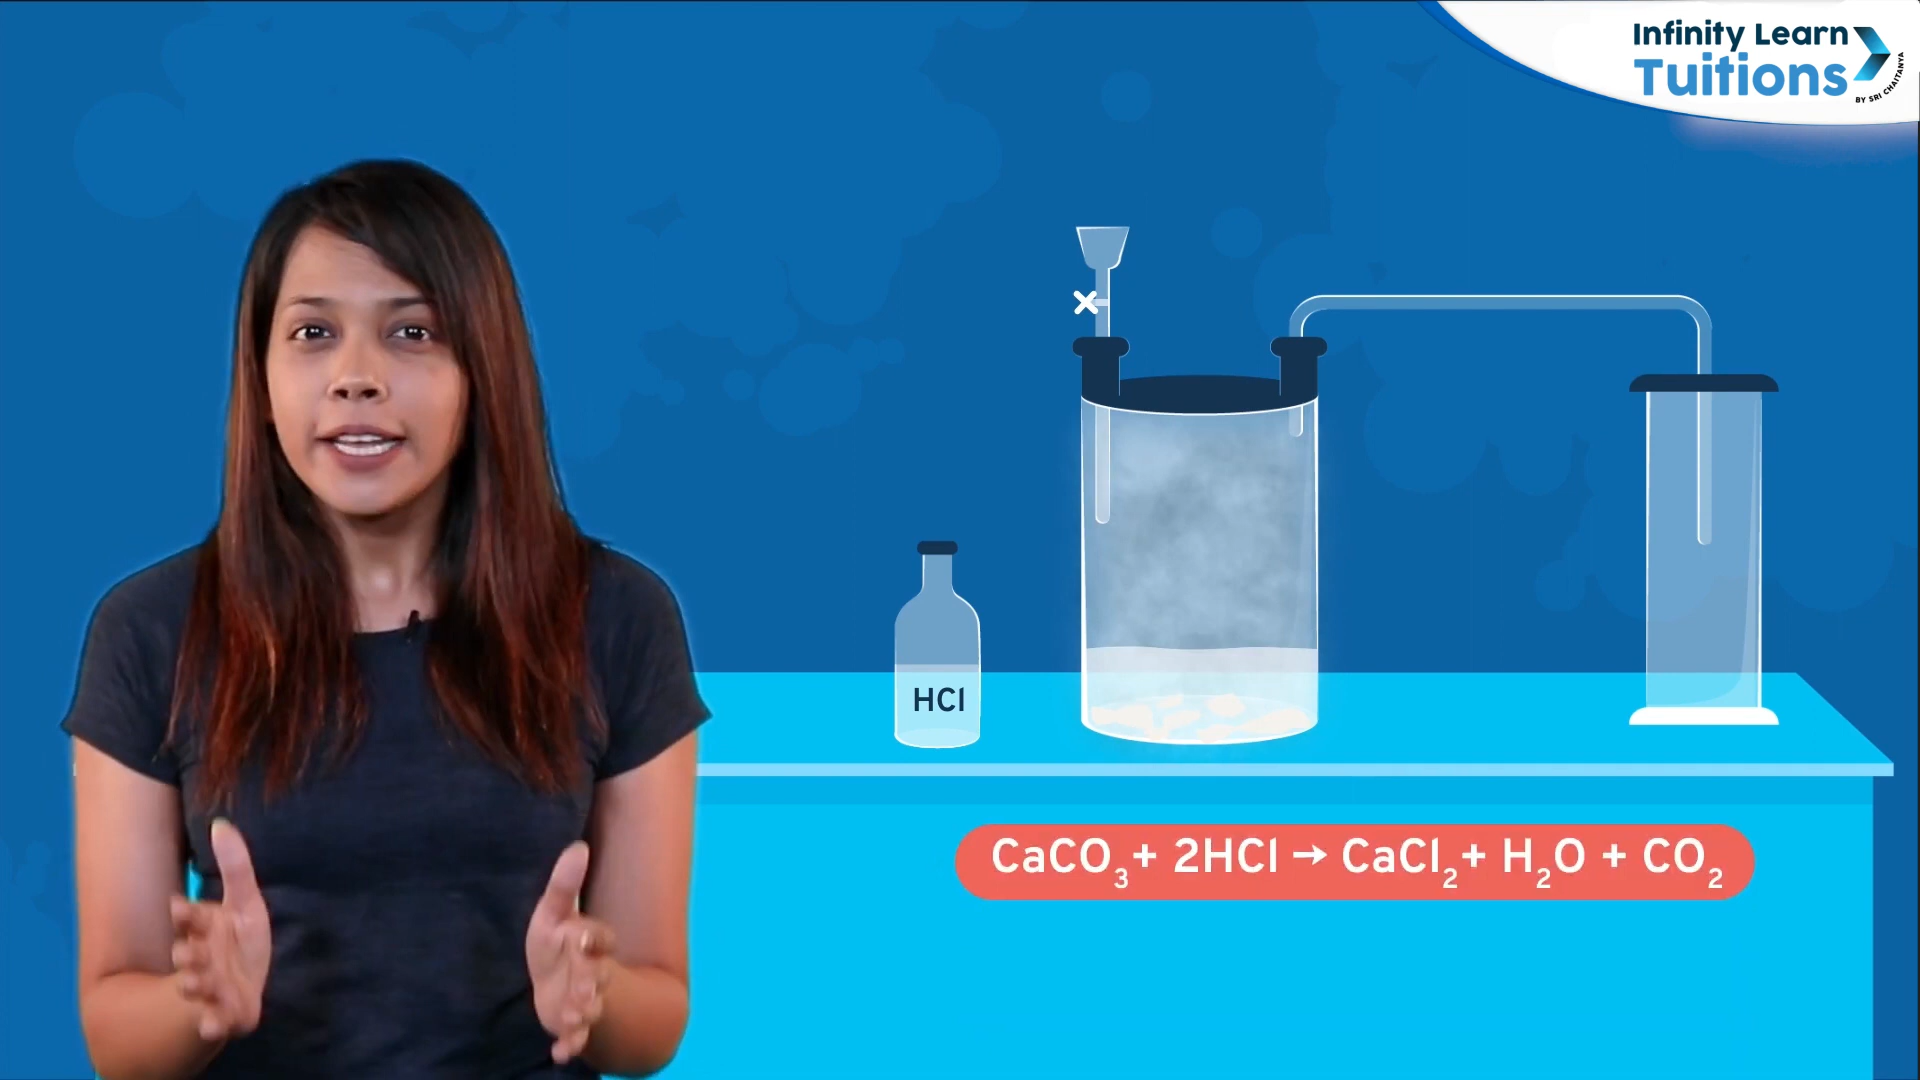 Infinity Learn
Tuitions
BY SRI CHAITANYA
HCl
CaCO₃ + 2HCl → CaCl₂ + H₂O + CO₂